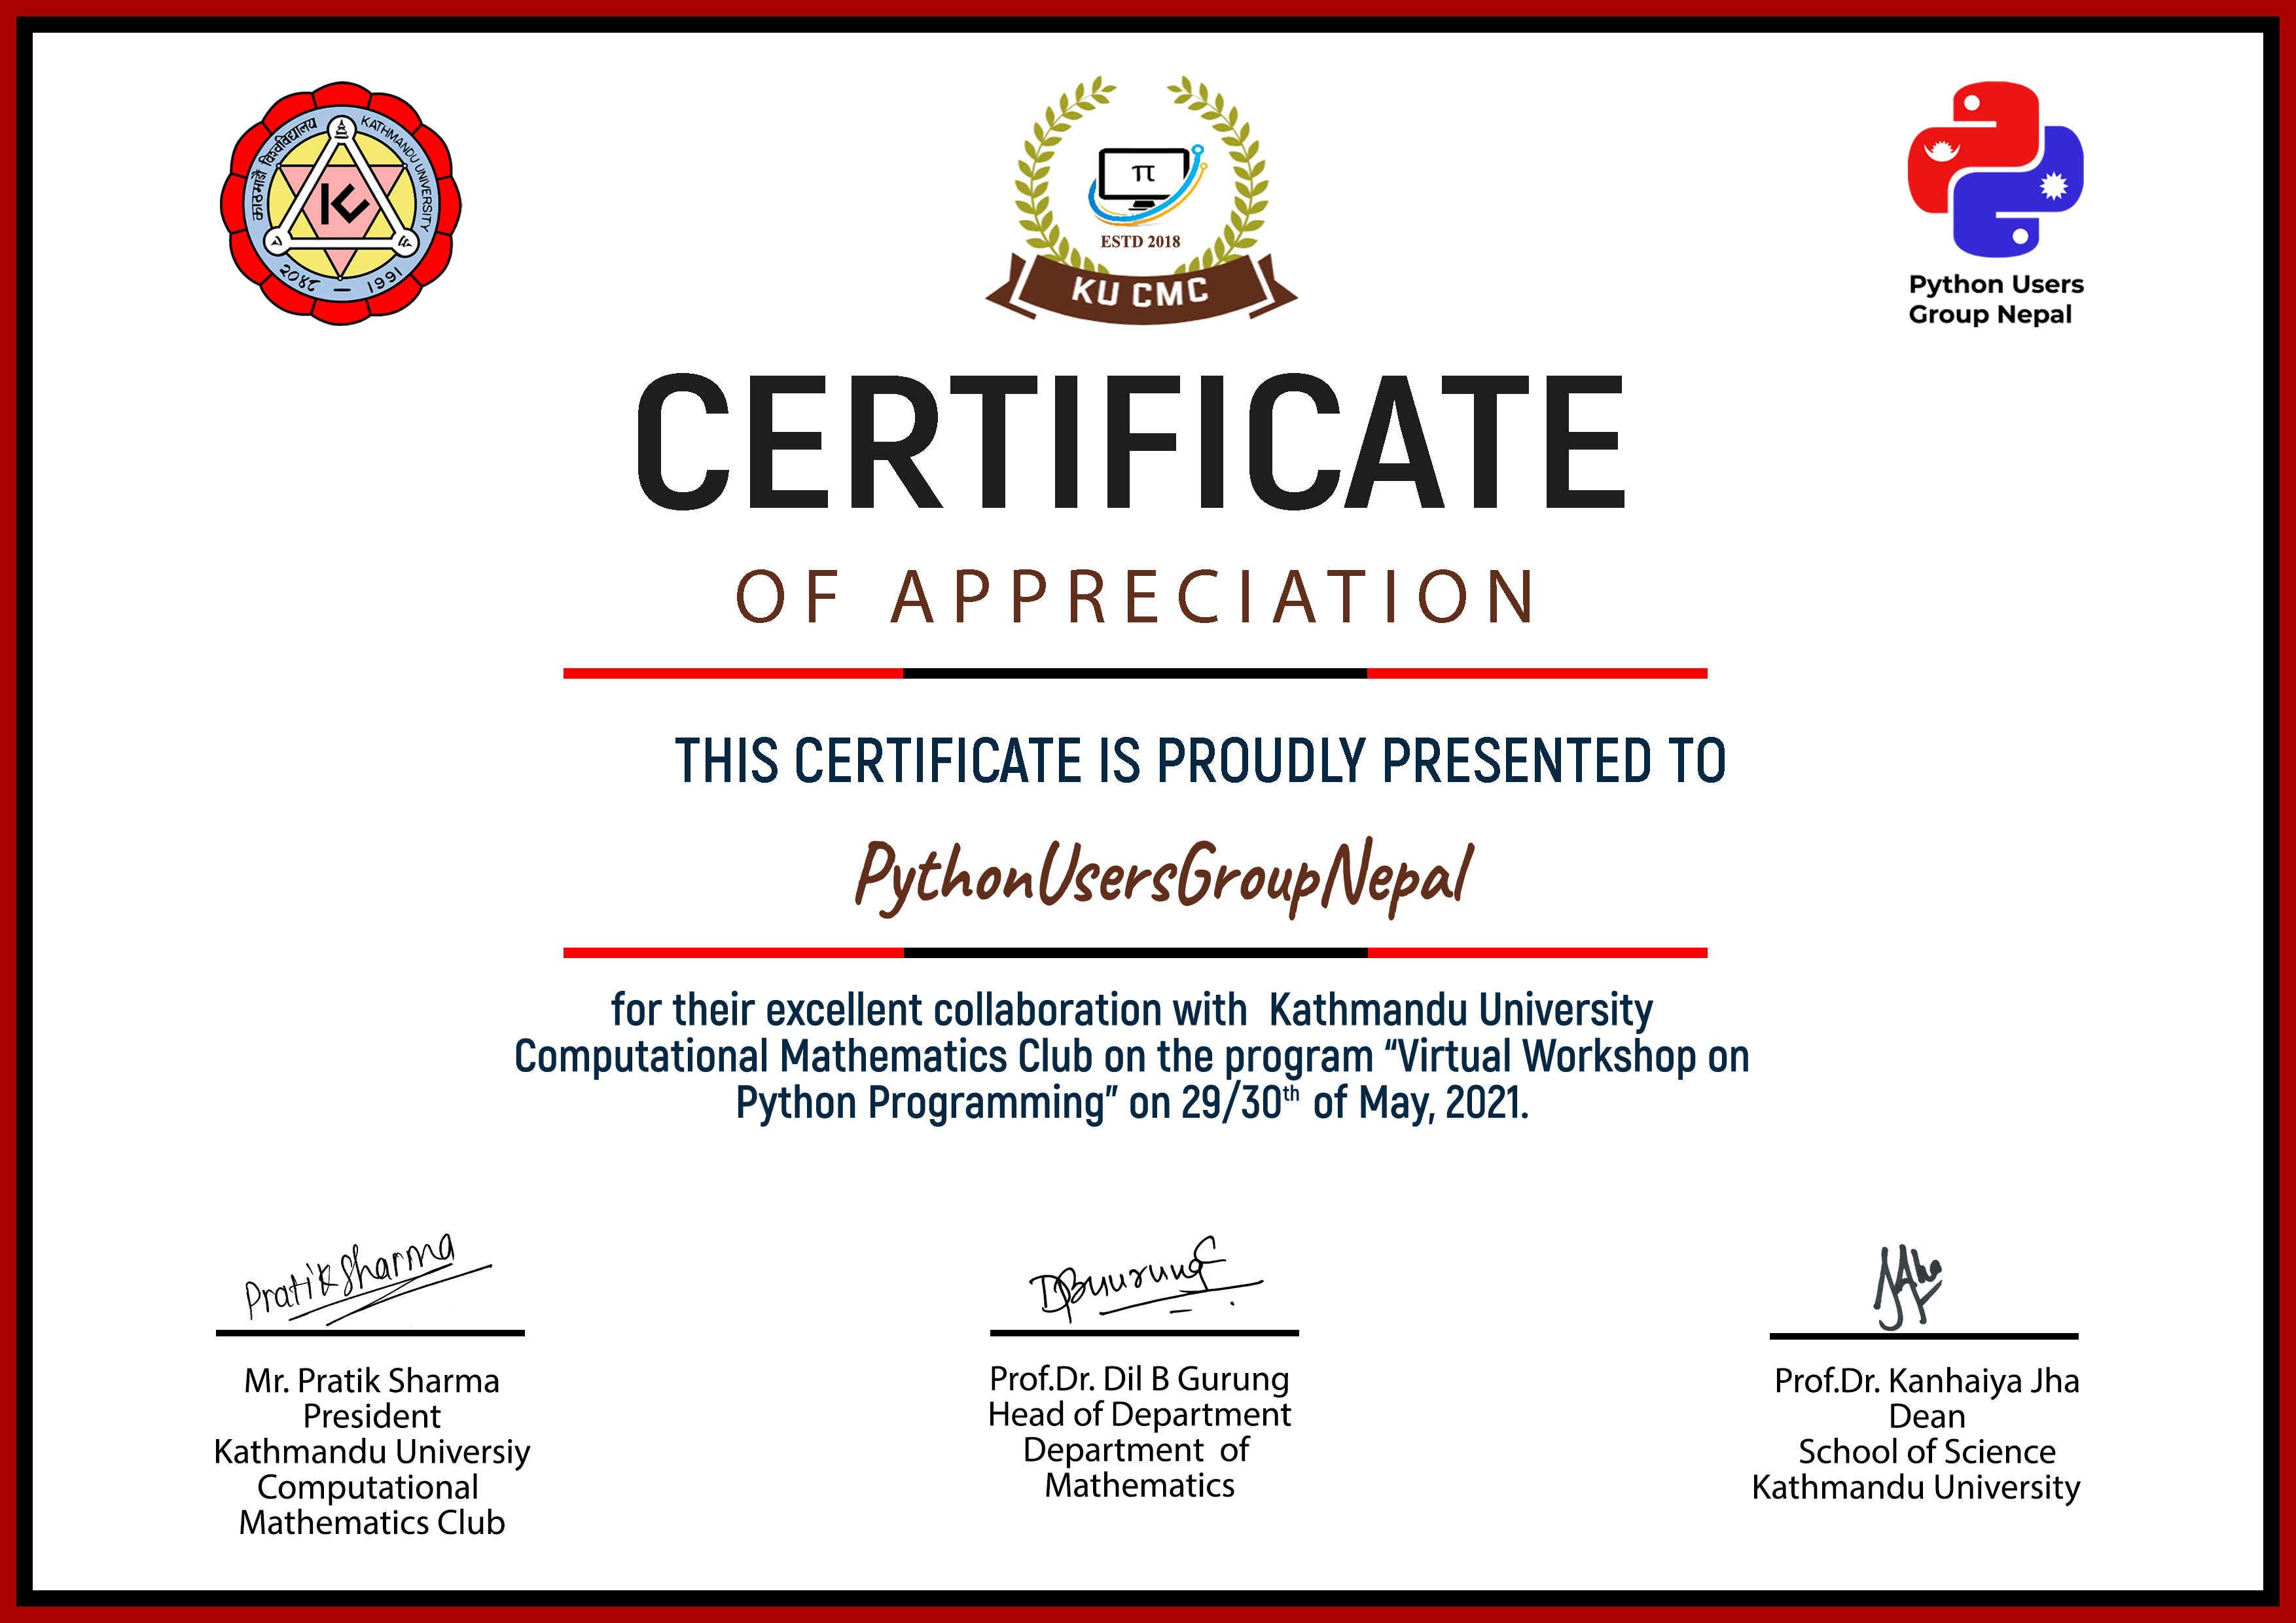 काठमाडौं विश्वविद्यालय
KATHMANDU UNIVERSITY
२०४८ — 1991
π
ESTD 2018
KU CMC
Python Users
Group Nepal
CERTIFICATE
OF APPRECIATION
THIS CERTIFICATE IS PROUDLY PRESENTED TO
PythonUsersGroupNepal
for their excellent collaboration with Kathmandu University
Computational Mathematics Club on the program “Virtual Workshop on
Python Programming” on 29/30th of May, 2021.
Pratik Sharma
DBGurung
Mr. Pratik Sharma
President
Kathmandu Universiy
Computational
Mathematics Club
Prof.Dr. Dil B Gurung
Head of Department
Department of
Mathematics
Prof.Dr. Kanhaiya Jha
Dean
School of Science
Kathmandu University